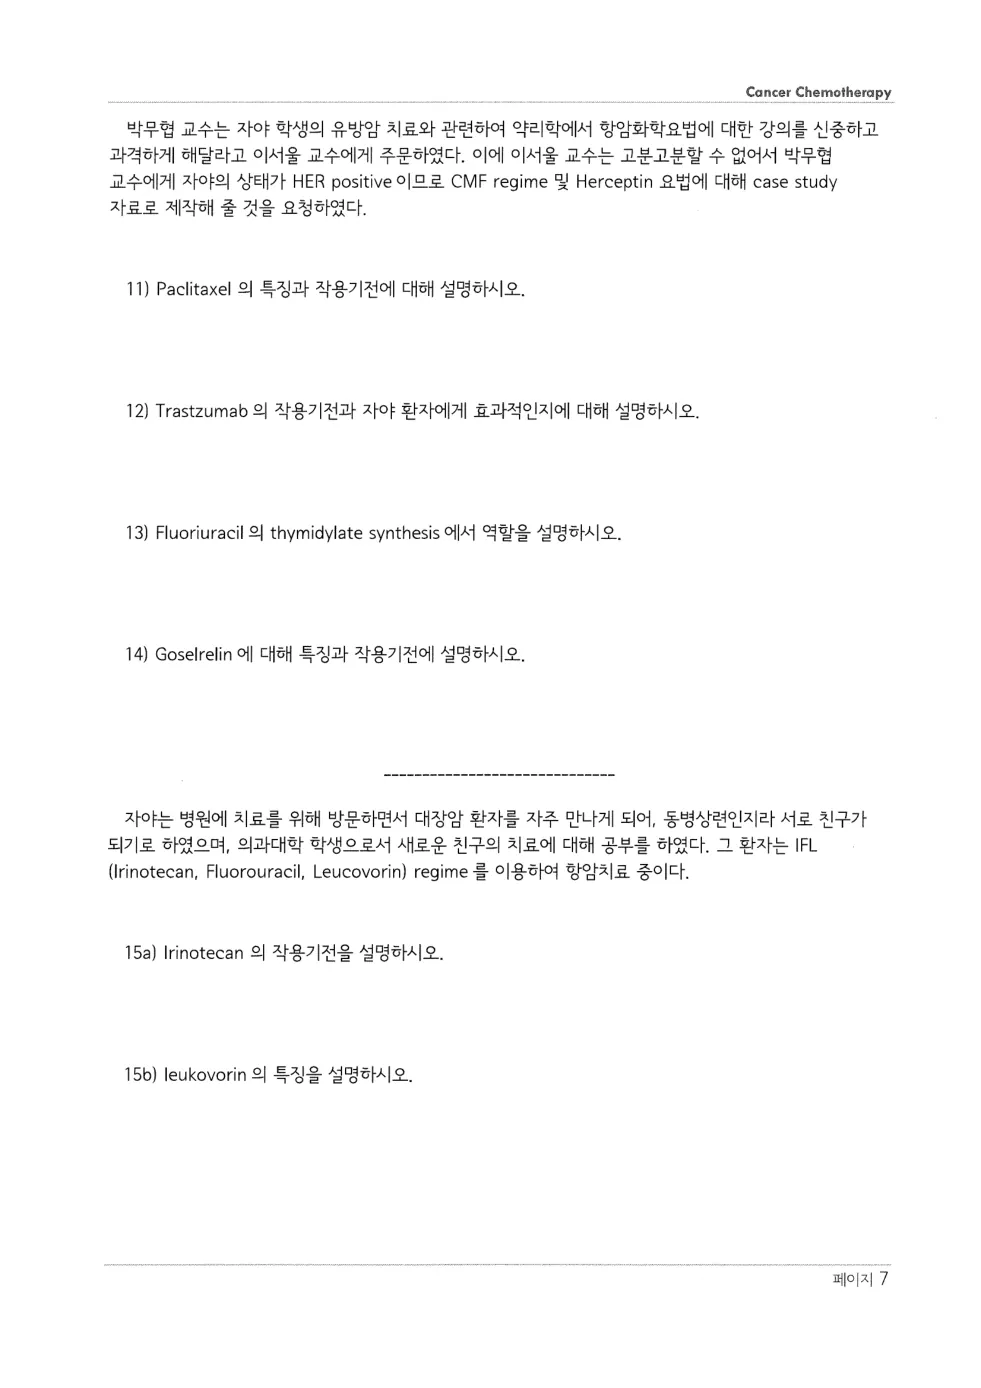 Cancer Chemotherapy
박무협 교수는 자야 학생의 유방암 치료와 관련하여 약리학에서 항암화학요법에 대한 강의를 신중하고
과격하게 해달라고 이서울 교수에게 주문하였다. 이에 이서울 교수는 고분고분할 수 없어서 박무협
교수에게 자야의 상태가 HER positive 이므로 CMF regime 및 Herceptin 요법에 대해 case study
자료로 제작해 줄 것을 요청하였다.
11) Paclitaxel 의 특징과 작용기전에 대해 설명하시오.
12) Trastzumab 의 작용기전과 자야 환자에게 효과적인지에 대해 설명하시오.
13) Fluoriuracil 의 thymidylate synthesis 에서 역할을 설명하시오.
14) Goselrelin 에 대해 특징과 작용기전에 설명하시오.
------------------------------
자야는 병원에 치료를 위해 방문하면서 대장암 환자를 자주 만나게 되어, 동병상련인지라 서로 친구가
되기로 하였으며, 의과대학 학생으로서 새로운 친구의 치료에 대해 공부를 하였다. 그 환자는 IFL
(Irinotecan, Fluorouracil, Leucovorin) regime 를 이용하여 항암치료 중이다.
15a) Irinotecan 의 작용기전을 설명하시오.
15b) leukovorin 의 특징을 설명하시오.
페이지 7